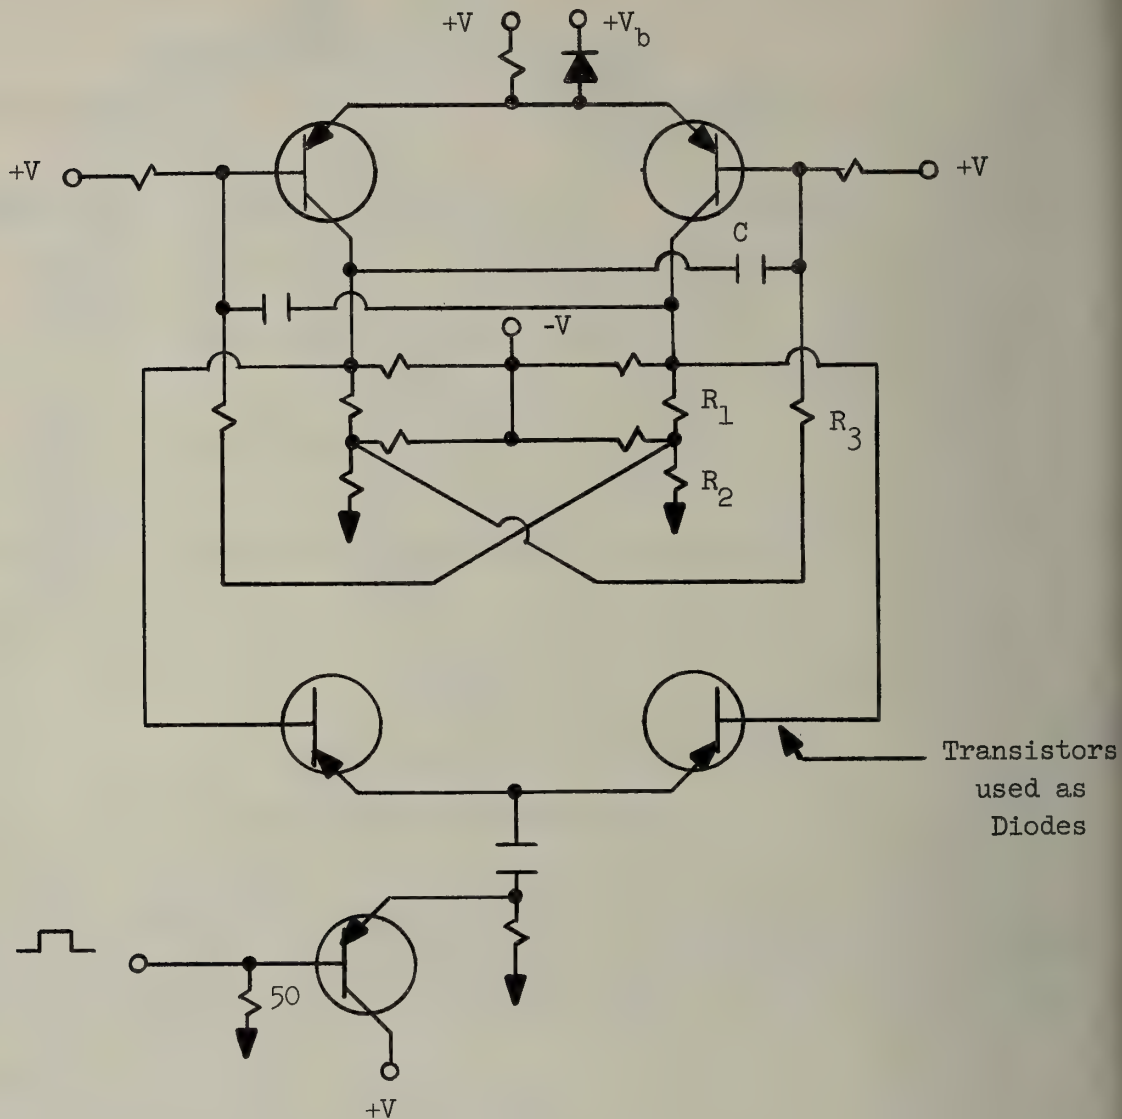 +V
+V_b
+V
+V
C
-V
R_1
R_3
R_2
Transistors
used as
Diodes
50
+V